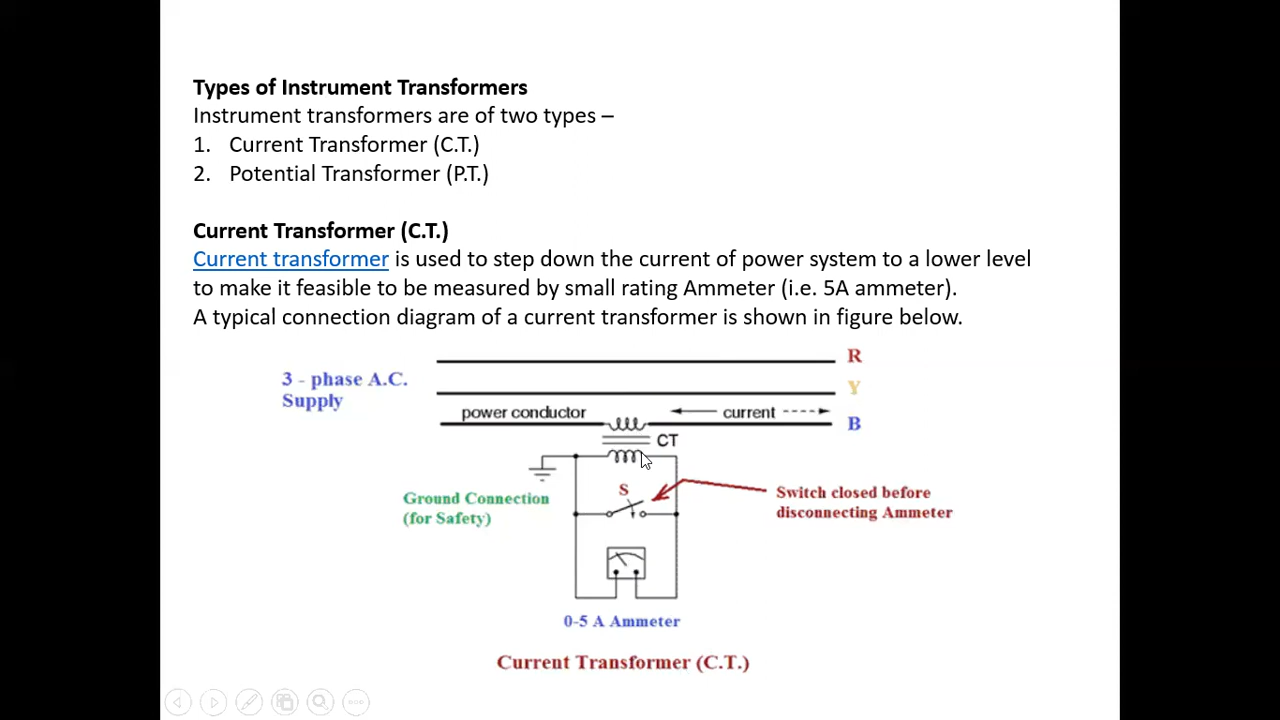 Types of Instrument Transformers
Instrument transformers are of two types –
1. Current Transformer (C.T.)
2. Potential Transformer (P.T.)
Current Transformer (C.T.)
Current transformer is used to step down the current of power system to a lower level
to make it feasible to be measured by small rating Ammeter (i.e. 5A ammeter).
A typical connection diagram of a current transformer is shown in figure below.
R
3 - phase A.C.
Supply
Y
power conductor
current
B
CT
S
Ground Connection
(for Safety)
Switch closed before
disconnecting Ammeter
0-5 A Ammeter
Current Transformer (C.T.)